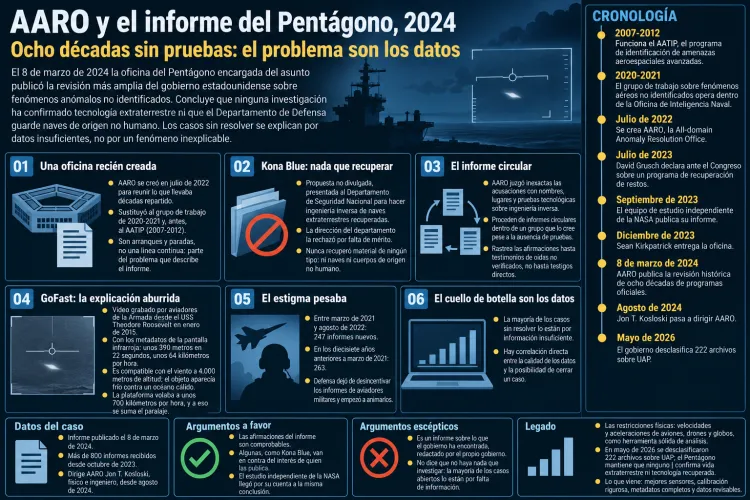 AARO y el informe del Pentágono, 2024
Ocho décadas sin pruebas: el problema son los datos
El 8 de marzo de 2024 la oficina del Pentágono encargada del asunto
publicó la revisión más amplia del gobierno estadounidense sobre
fenómenos anómalos no identificados. Concluye que ninguna investigación
ha confirmado tecnología extraterrestre ni que el Departamento de Defensa
guarde naves de origen no humano. Los casos sin resolver se explican por
datos insuficientes, no por un fenómeno inexplicable.
01 Una oficina recién creada
AARO se creó en julio de 2022
para reunir lo que llevaba
décadas repartido.
Sustituyó al grupo de trabajo
de 2020-2021 y, antes,
al AATIP (2007-2012).
Son arranques y paradas,
no una línea continua: parte
del problema que describe
el informe.
02 Kona Blue: nada que recuperar
Propuesta no divulgada,
presentada al Departamento
de Seguridad Nacional para hacer
ingeniería inversa de naves
extraterrestres recuperadas.
La dirección del departamento
la rechazó por falta de mérito.
Nunca recuperó material de ningún
tipo: ni naves ni cuerpos de origen
no humano.
03 El informe circular
AARO juzgó inexactas las
acusaciones con nombres,
lugares y pruebas tecnológicas
sobre ingeniería inversa.
Proceden de informes circulares
dentro de un grupo que lo cree
pese a la ausencia de pruebas.
Rastrea las afirmaciones hasta
testimonios de oídas no
verificados, no hasta testigos
directos.
04 GoFast: la explicación aburrida
Vídeo grabado por aviadores
de la Armada desde el USS
Theodore Roosevelt en enero
de 2015.
Con los metadatos de la pantalla
infrarroja: unos 390 metros en
22 segundos, unos 64 kilómetros
por hora.
Es compatible con el viento a 4.000
metros de altitud: el objeto aparecía
frío contra un océano cálido.
La plataforma volaba a unos
700 kilómetros por hora, y a eso
se suma el paralaje.
05 El estigma pesaba
Entre marzo de 2021
y agosto de 2022:
247 informes nuevos.
En los diecisiete años
anteriores a marzo de 2021:
263.
Defensa dejó de desincentivar
los informes de aviadores
militares y empezó a animarlos.
06 El cuello de botella son los datos
La mayoría de los casos
sin resolver lo están por
información insuficiente.
Hay correlación directa
entre la calidad de los datos
y la posibilidad de cerrar
un caso.
CRONOLOGÍA
2007-2012
Funciona el AATIP, el programa
de identificación de amenazas
aeroespaciales avanzadas.
2020-2021
El grupo de trabajo sobre fenómenos
aéreos no identificados opera dentro
de la Oficina de Inteligencia Naval.
Julio de 2022
Se crea AARO, la All-domain
Anomaly Resolution Office.
Julio de 2023
David Grusch declara ante el Congreso
sobre un programa de recuperación
de restos.
Septiembre de 2023
El equipo de estudio independiente
de la NASA publica su informe.
Diciembre de 2023
Sean Kirkpatrick entrega la oficina.
8 de marzo de 2024
AARO publica la revisión histórica
de ocho décadas de programas
oficiales.
Agosto de 2024
Jon T. Kosloski pasa a dirigir AARO.
Mayo de 2026
El gobierno desclasifica 222 archivos
sobre UAP.
Datos del caso
Informe publicado el 8 de marzo
de 2024.
Más de 800 informes recibidos
desde octubre de 2023.
Dirige AARO Jon T. Kosloski,
físico e ingeniero, desde agosto
de 2024.
Argumentos a favor
Las afirmaciones del informe
son comprobables.
Algunas, como Kona Blue, van
en contra del interés de quien
las publica.
El estudio independiente de la NASA
llegó por su cuenta a la misma
conclusión.
Argumentos escépticos
Es un informe sobre lo que
el gobierno ha encontrado,
redactado por el propio gobierno.
No dice que no haya nada que
investigar: la mayoría de los casos
abiertos lo están por falta
de información.
Legado
Las restricciones físicas: velocidades
y aceleraciones de aviones, drones y globos,
como herramienta sólida de análisis.
En mayo de 2026 se desclasificaron
222 archivos sobre UAP; el Pentágono
mantiene que ninguno confirma vida
extraterrestre ni tecnología recuperada.
Lo que viene: mejores sensores, calibración
rigurosa, metadatos completos y datos revisables.